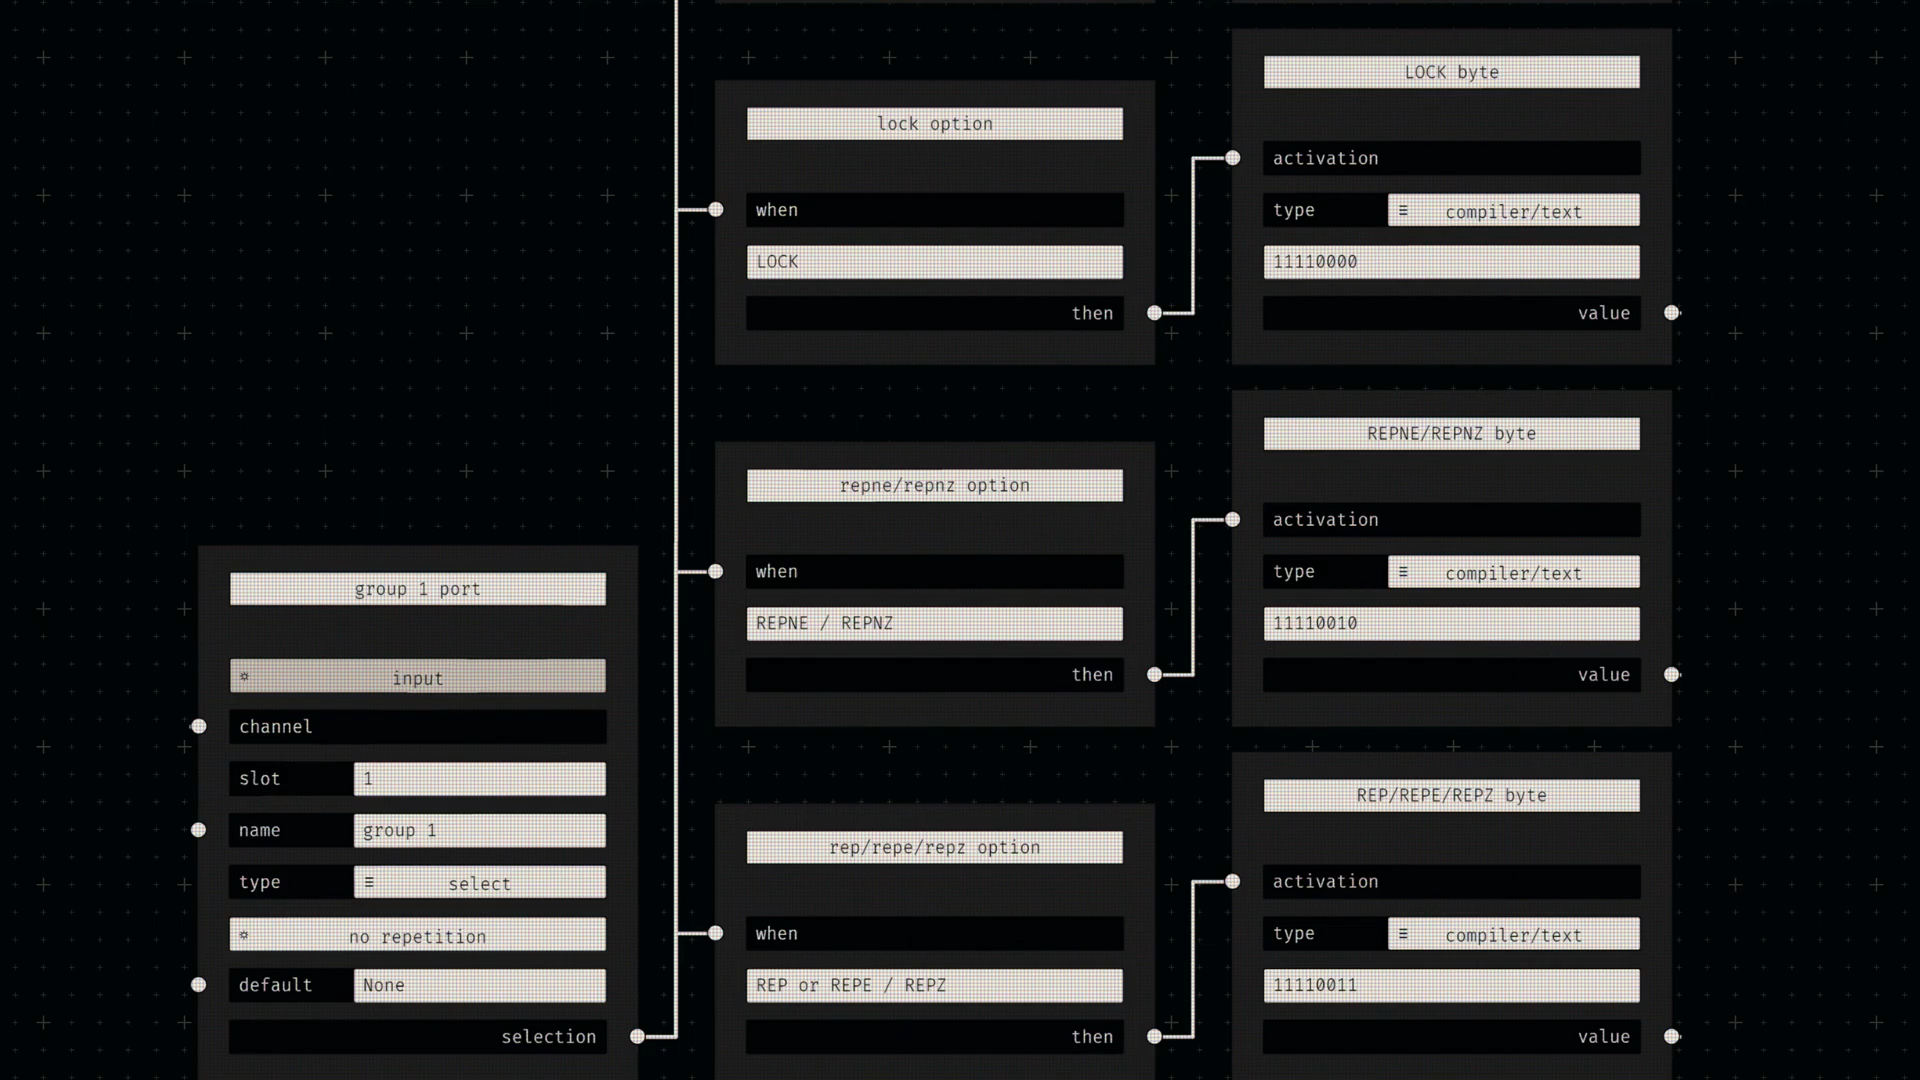 lock option
when
LOCK
then
LOCK byte
activation
type ≡ compiler/text
11110000
value
repne/repnz option
when
REPNE / REPNZ
then
REPNE/REPNZ byte
activation
type ≡ compiler/text
11110010
value
group 1 port
input
channel
slot 1
name group 1
type ≡ select
no repetition
default None
selection
rep/repe/repz option
when
REP or REPE / REPZ
then
REP/REPE/REPZ byte
activation
type ≡ compiler/text
11110011
value